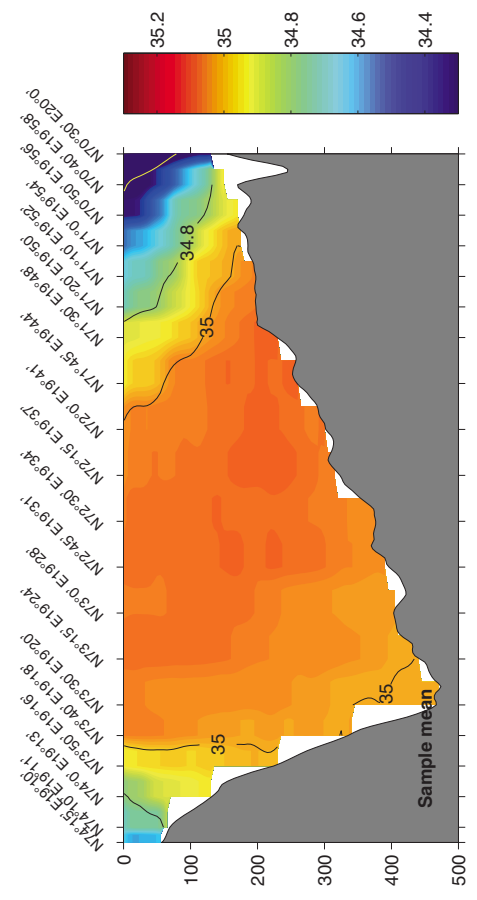 35.2
35
34.8
34.6
34.4
N70°30' E20°0'
N70°40' E19°58'
N70°50' E19°56'
N71°0' E19°54'
N71°10' E19°52'
N71°20' E19°50'
N71°30' E19°48'
N71°45' E19°44'
N72°0' E19°41'
N72°15' E19°37'
N72°30' E19°34'
N72°45' E19°31'
N73°0' E19°28'
N73°15' E19°24'
N73°30' E19°20'
N73°40' E19°18'
N73°50' E19°16'
N74°0' E19°13'
N74°10' E19°11'
N74°15' E19°10'
34.8
35
35
35
Sample mean
0
100
200
300
400
500